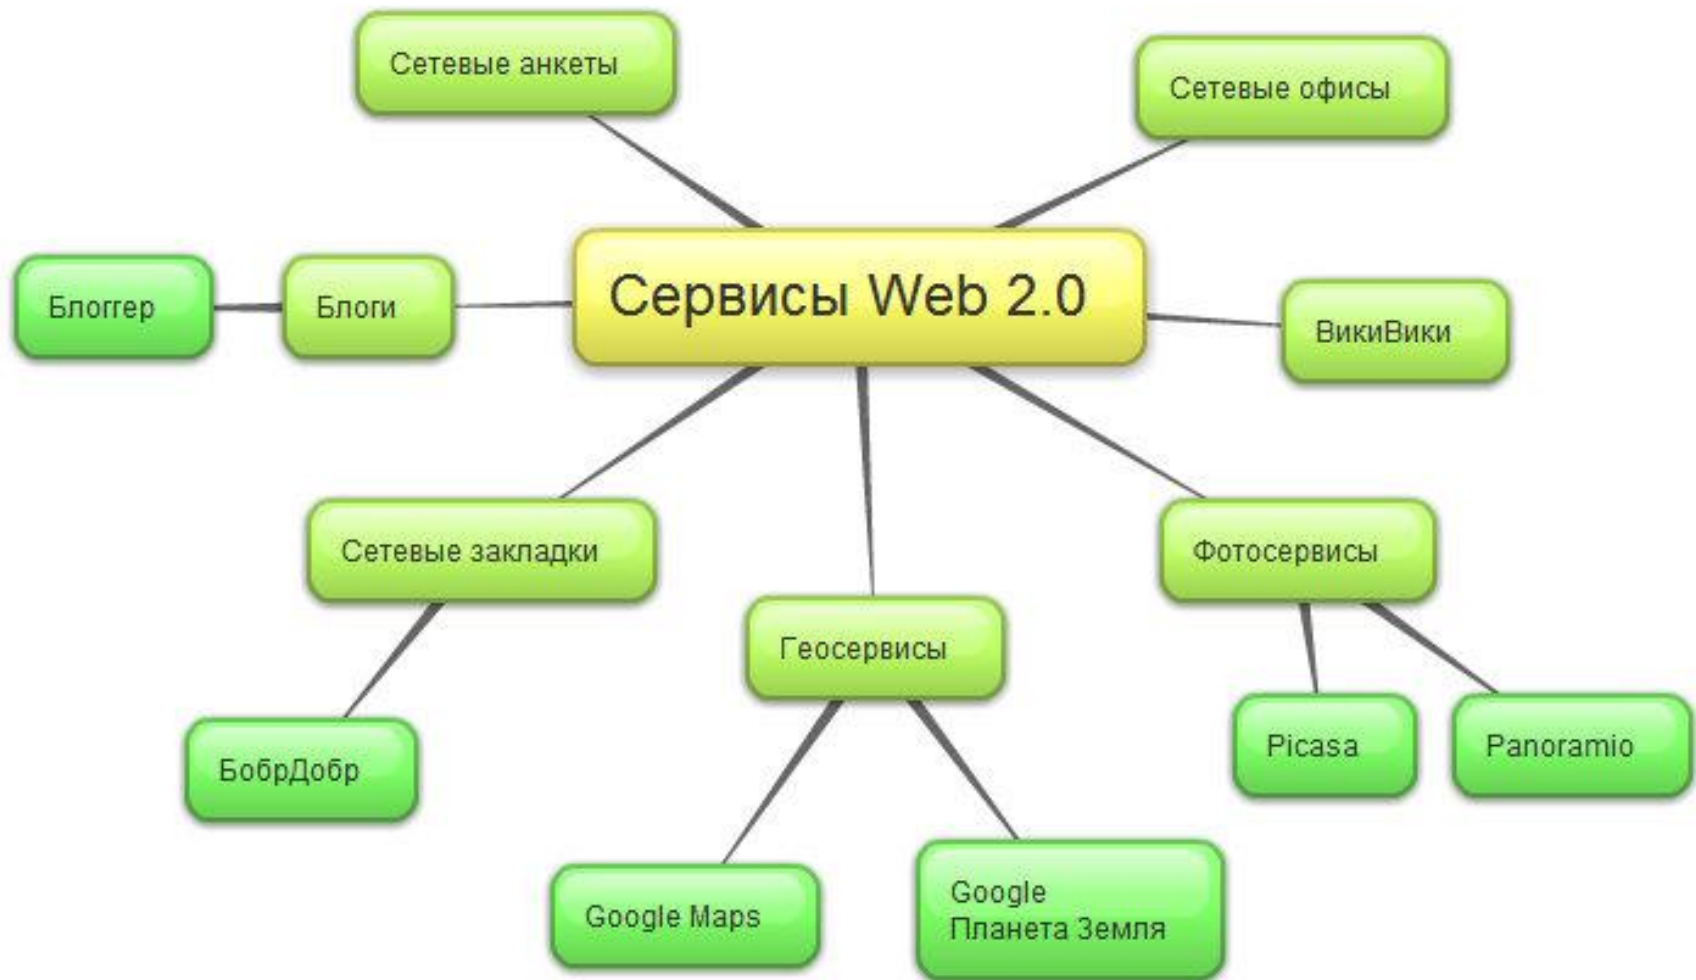 Сетевые анкеты
Сетевые офисы
Блоггер
Блоги
Сервисы Web 2.0
ВикиВики
Сетевые закладки
Фотосервисы
Геосервисы
БобрДобр
Picasa
Panoramio
Google Maps
Google
Планета Земля